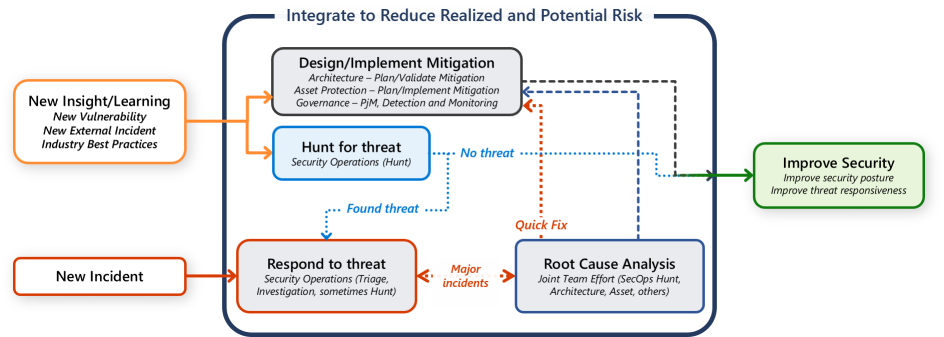 Integrate to Reduce Realized and Potential Risk
Design/Implement Mitigation
Architecture – Plan/Validate Mitigation
Asset Protection – Plan/Implement Mitigation
Governance – PjM, Detection and Monitoring
New Insight/Learning
New Vulnerability
New External Incident
Industry Best Practices
Hunt for threat
Security Operations (Hunt)
No threat
Improve Security
Improve security posture
Improve threat responsiveness
Found threat
Quick Fix
New Incident
Respond to threat
Security Operations (Triage,
Investigation, sometimes Hunt)
Major
incidents
Root Cause Analysis
Joint Team Effort (SecOps Hunt,
Architecture, Asset, others)